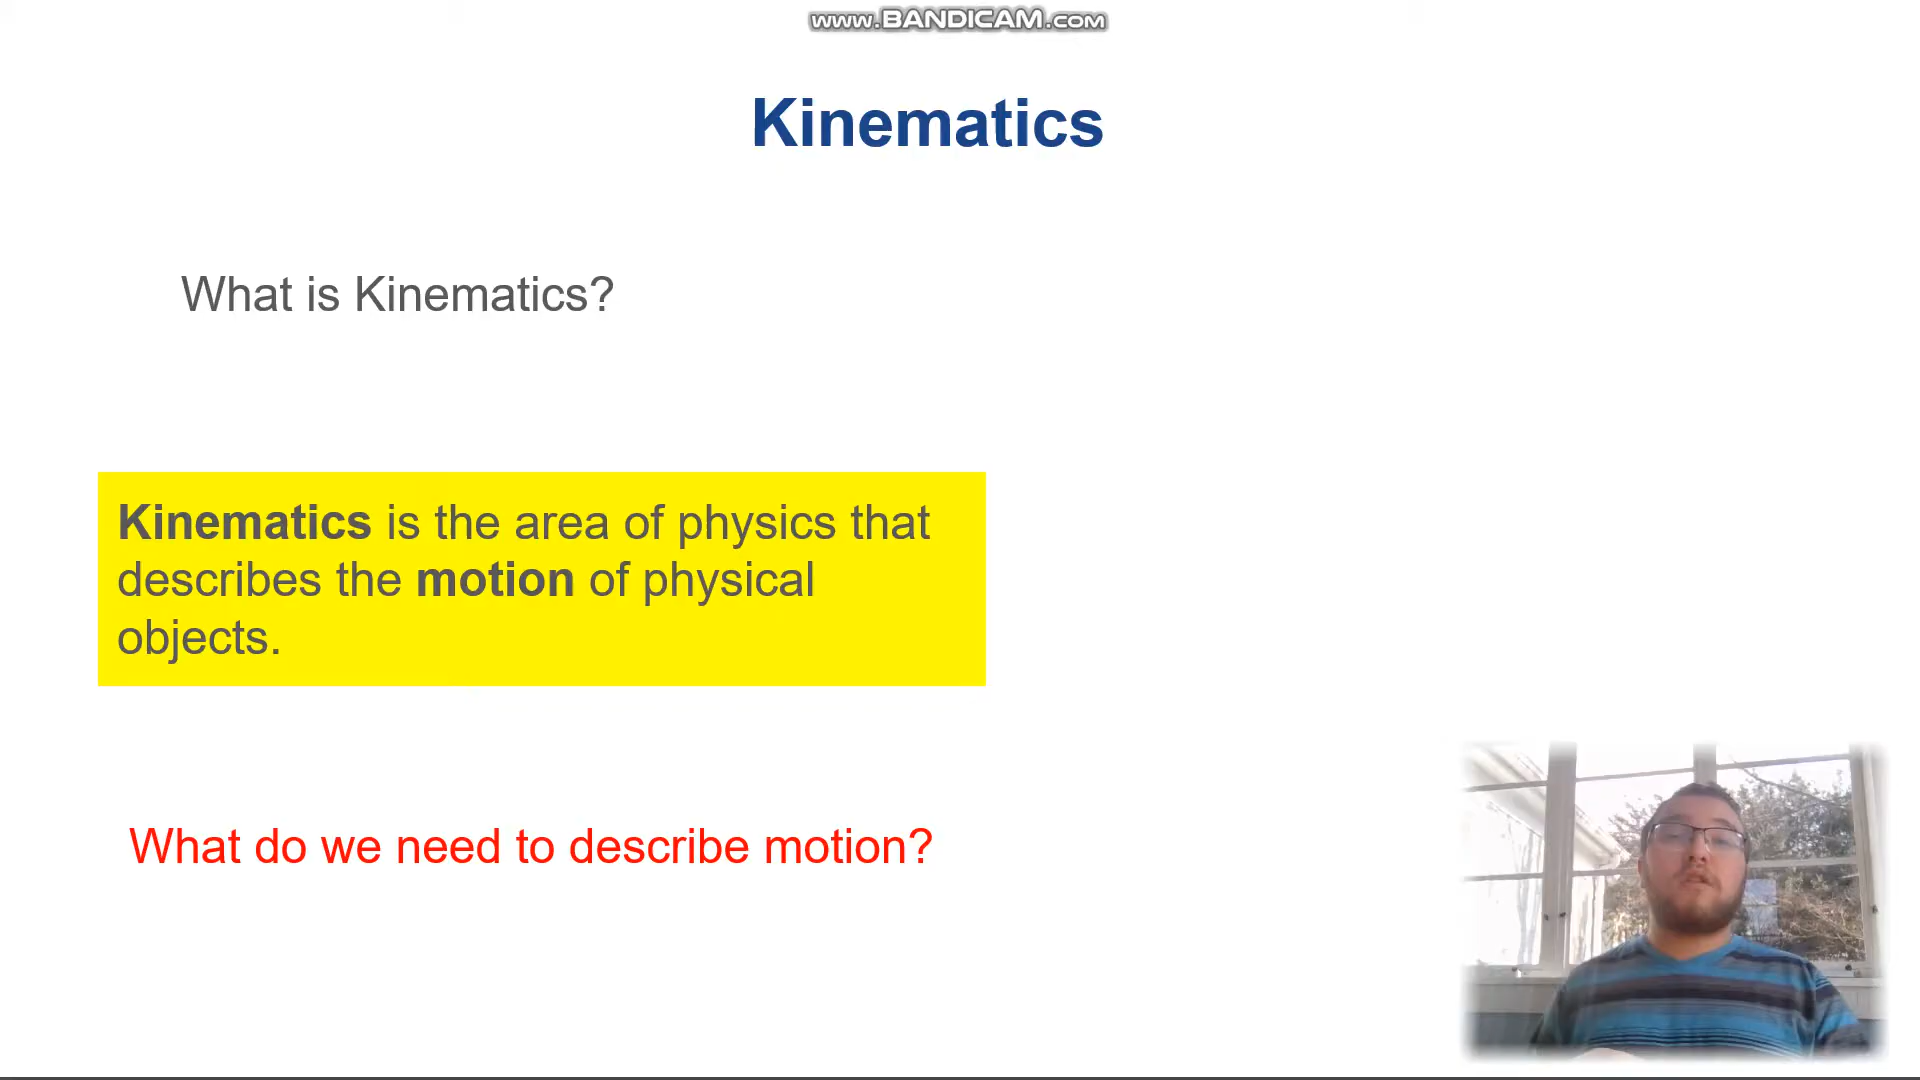 www.BANDICAM.com
Kinematics
What is Kinematics?
Kinematics is the area of physics that
describes the motion of physical
objects.
What do we need to describe motion?